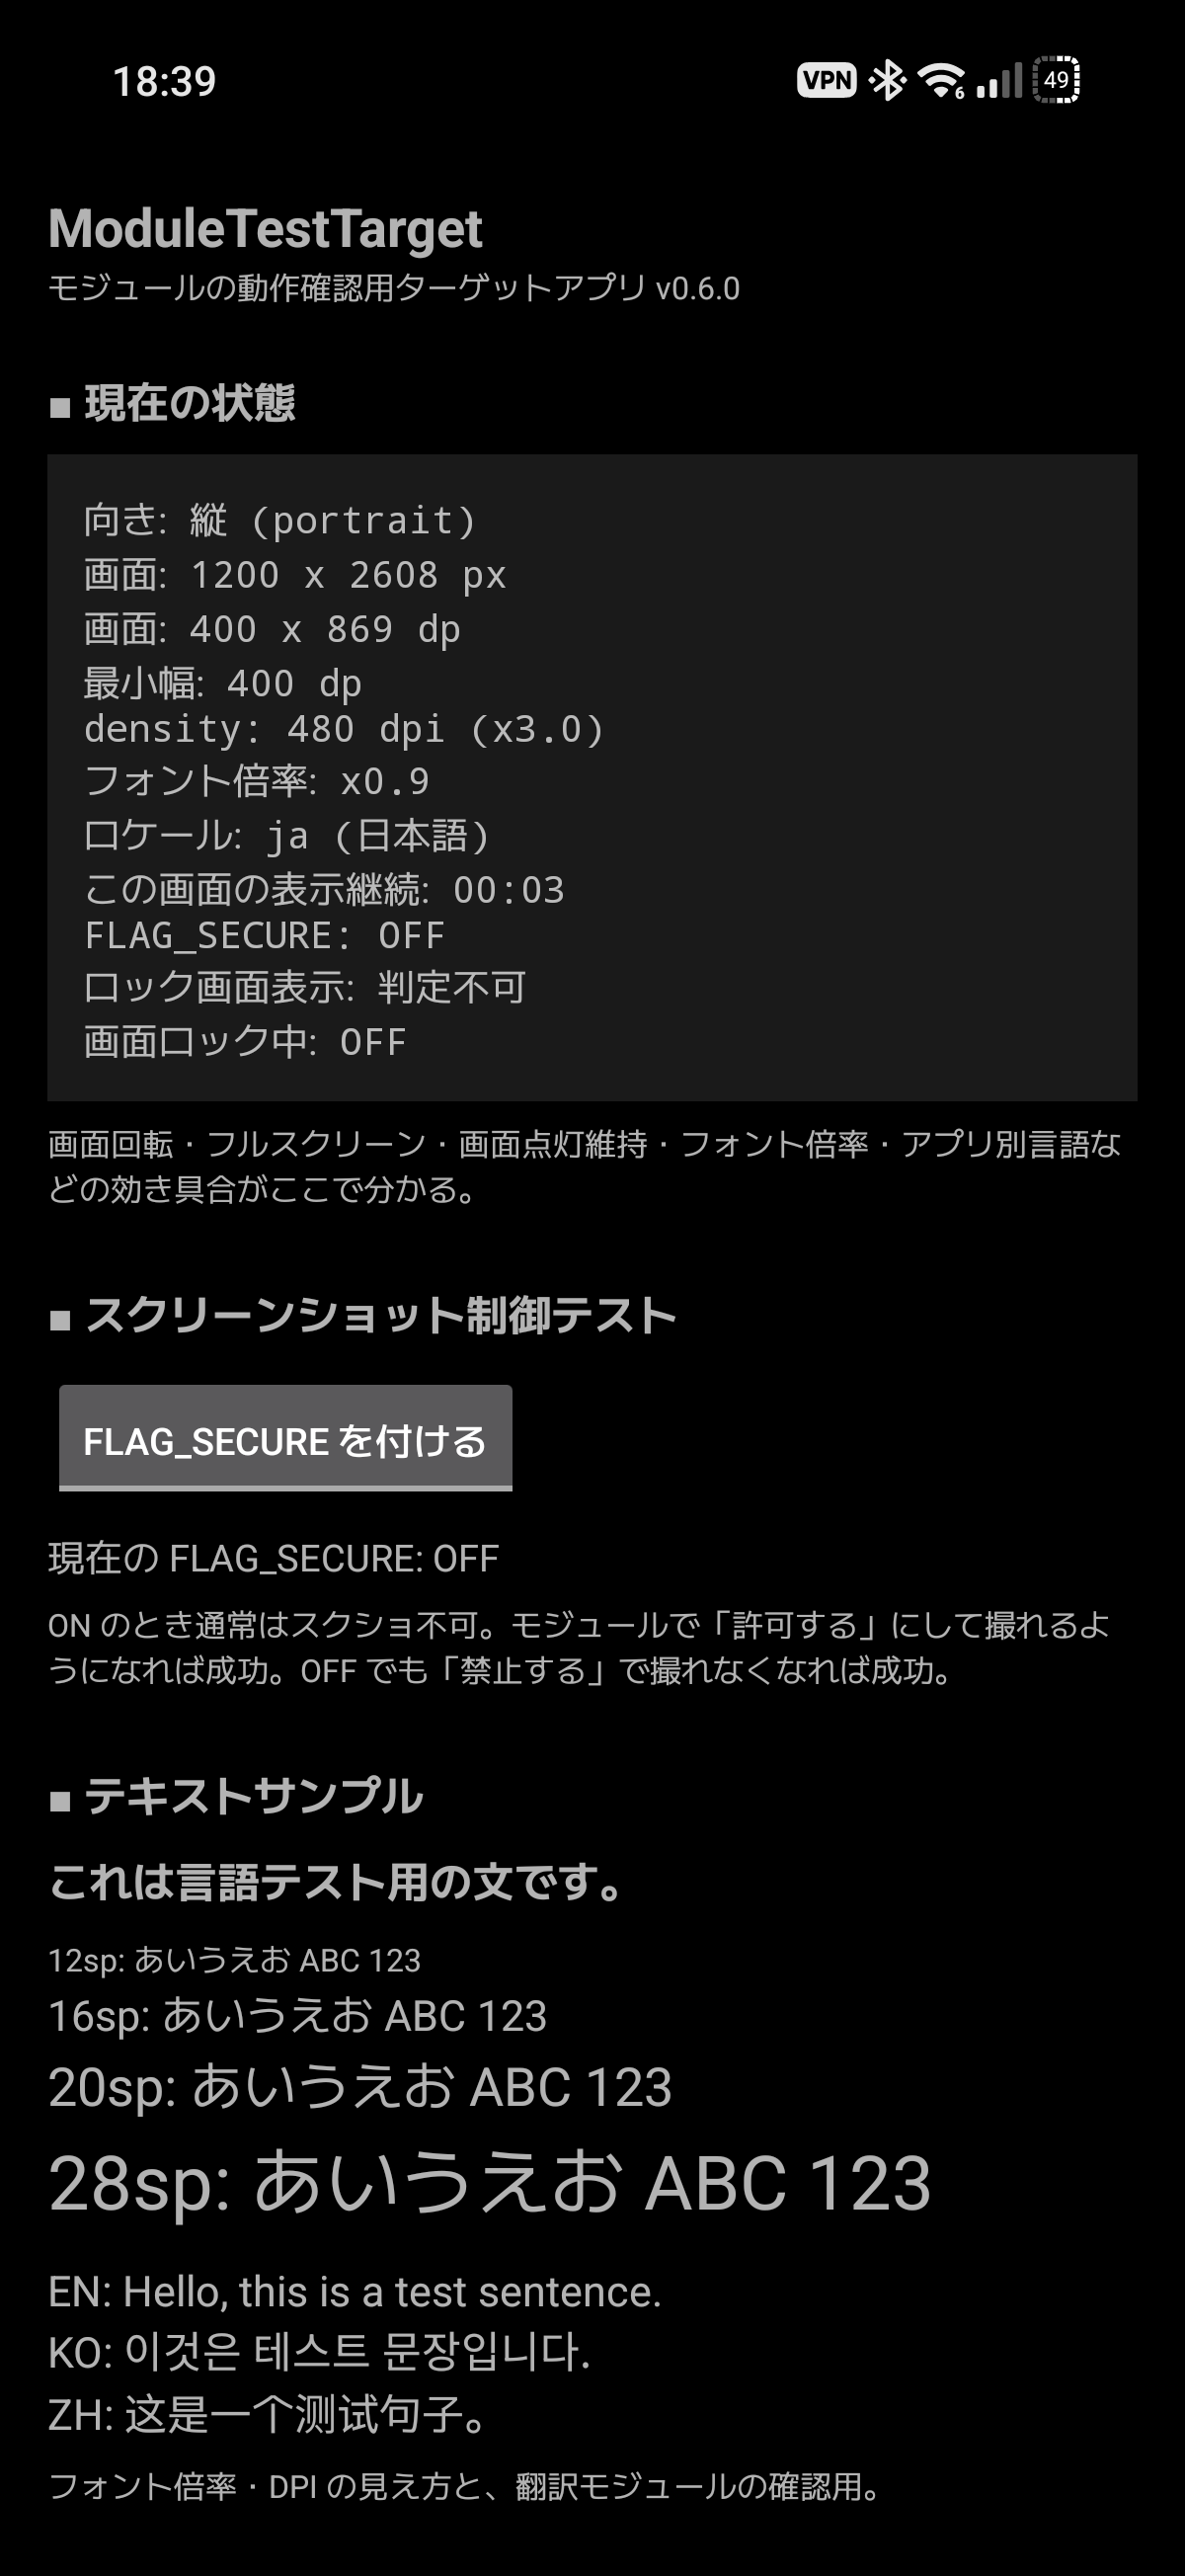 18:39
VPN 6 49
ModuleTestTarget
モジュールの動作確認用ターゲットアプリ v0.6.0
■ 現在の状態
向き: 縦 (portrait)
画面: 1200 x 2608 px
画面: 400 x 869 dp
最小幅: 400 dp
density: 480 dpi (x3.0)
フォント倍率: x0.9
ロケール: ja (日本語)
この画面の表示継続: 00:03
FLAG_SECURE: OFF
ロック画面表示: 判定不可
画面ロック中: OFF
画面回転・フルスクリーン・画面点灯維持・フォント倍率・アプリ別言語な
どの効き具合がここで分かる。
■ スクリーンショット制御テスト
FLAG_SECURE を付ける
現在の FLAG_SECURE: OFF
ON のとき通常はスクショ不可。モジュールで「許可する」にして撮れるよ
うになれば成功。OFF でも「禁止する」で撮れなくなれば成功。
■ テキストサンプル
これは言語テスト用の文です。
12sp: あいうえお ABC 123
16sp: あいうえお ABC 123
20sp: あいうえお ABC 123
28sp: あいうえお ABC 123
EN: Hello, this is a test sentence.
KO: 이것은 테스트 문장입니다.
ZH: 这是一个测试句子。
フォント倍率・DPI の見え方と、翻訳モジュールの確認用。